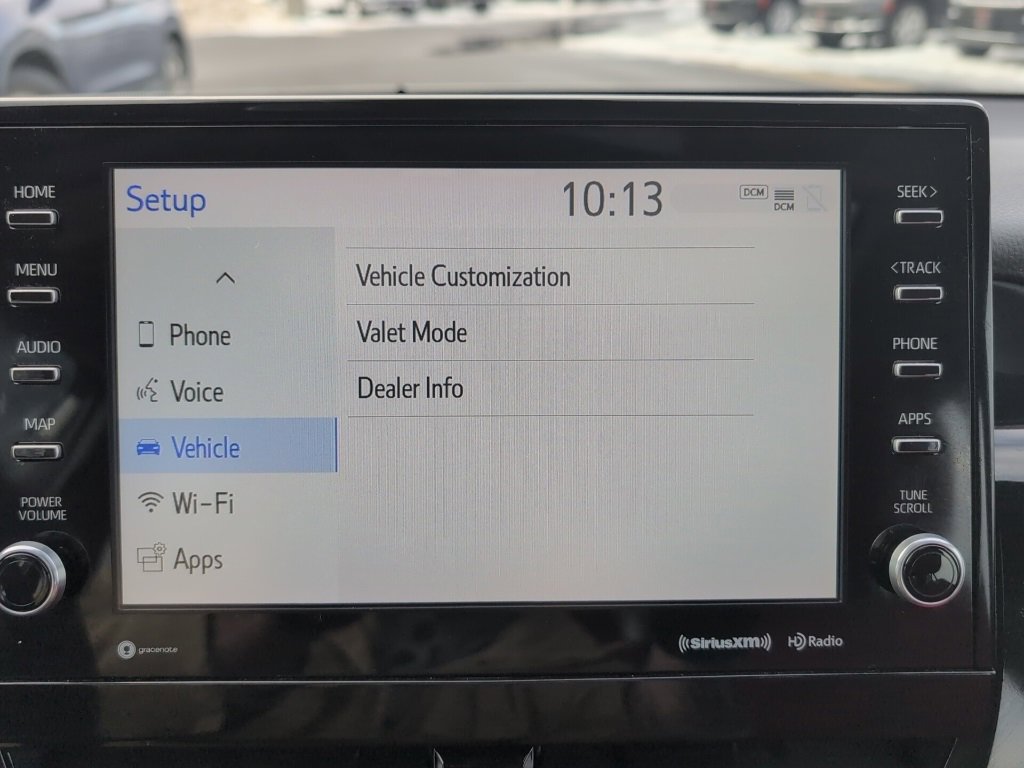 HOME
MENU
AUDIO
MAP
POWER
VOLUME
Setup
10:13
DCM
DCM
Phone
Voice
Vehicle
Wi-Fi
Apps
Vehicle Customization
Valet Mode
Dealer Info
SEEK>
<TRACK
PHONE
APPS
TUNE
SCROLL
gracenote
((SiriusXM))
HD Radio